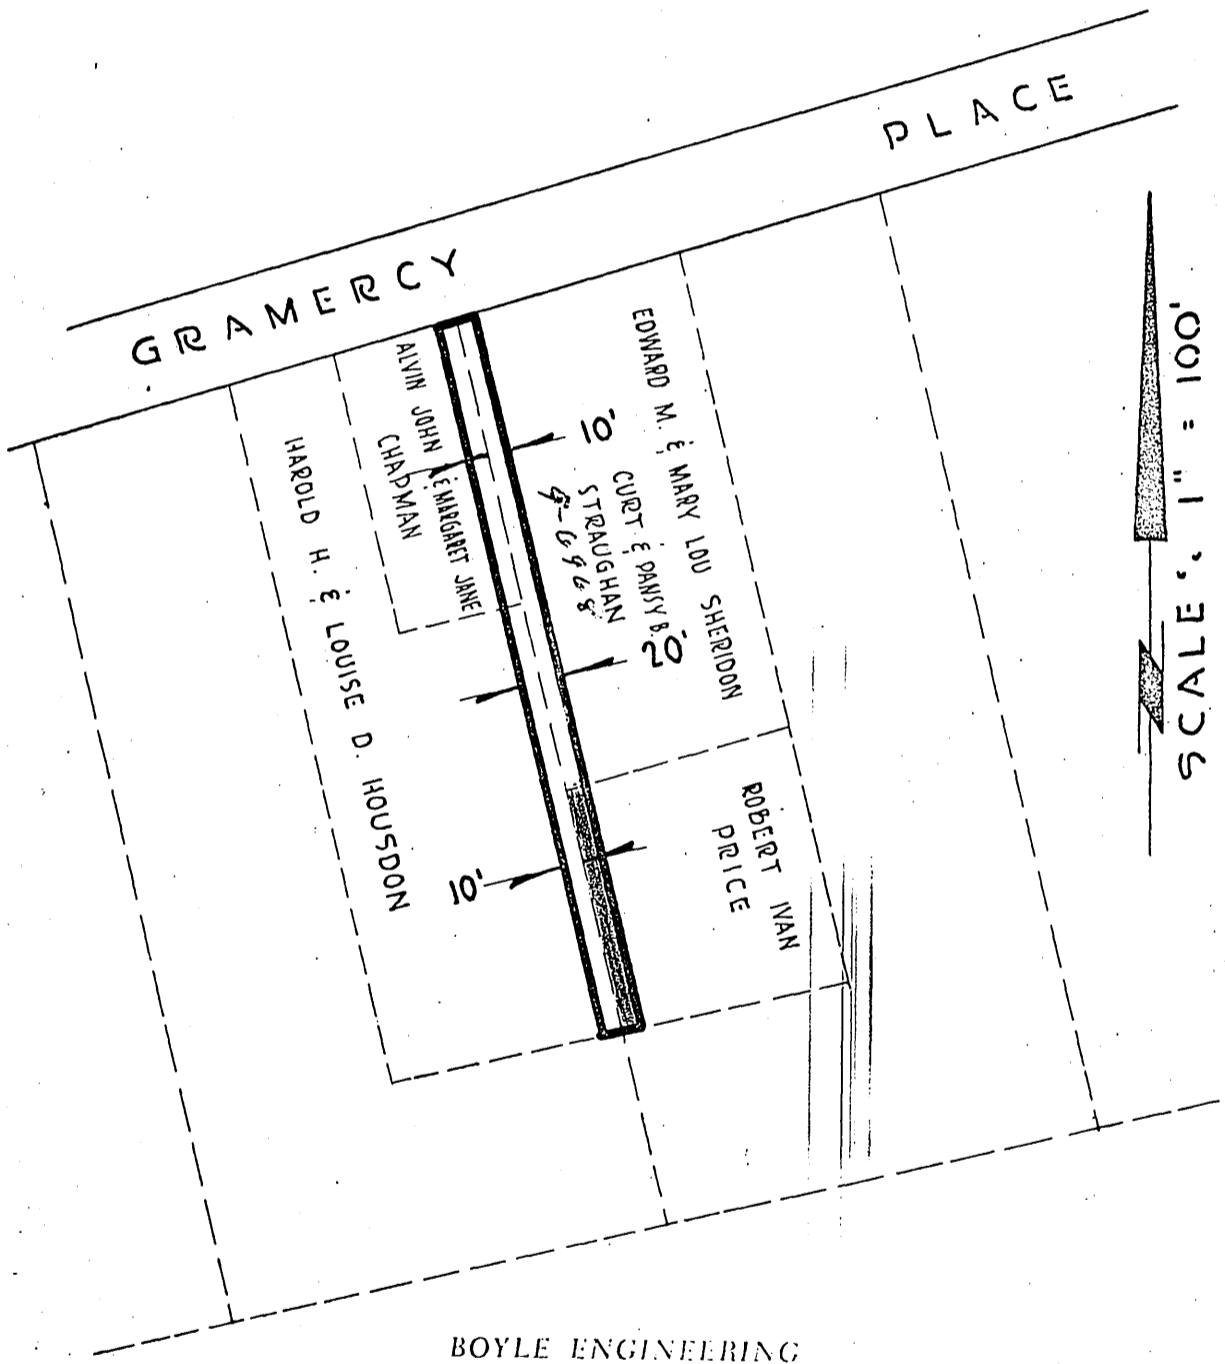 GRAMERCY PLACE
ALVIN JOHN & MARGARET JANE
CHAPMAN
HAROLD H. & LOUISE D. HOUSDON
EDWARD M. & MARY LOU SHERIDON
CURT & PANSY B.
STRAUGHAN
10'
20'
10'
ROBERT IVAN
PRICE
SCALE: 1" = 100'
BOYLE ENGINEERING